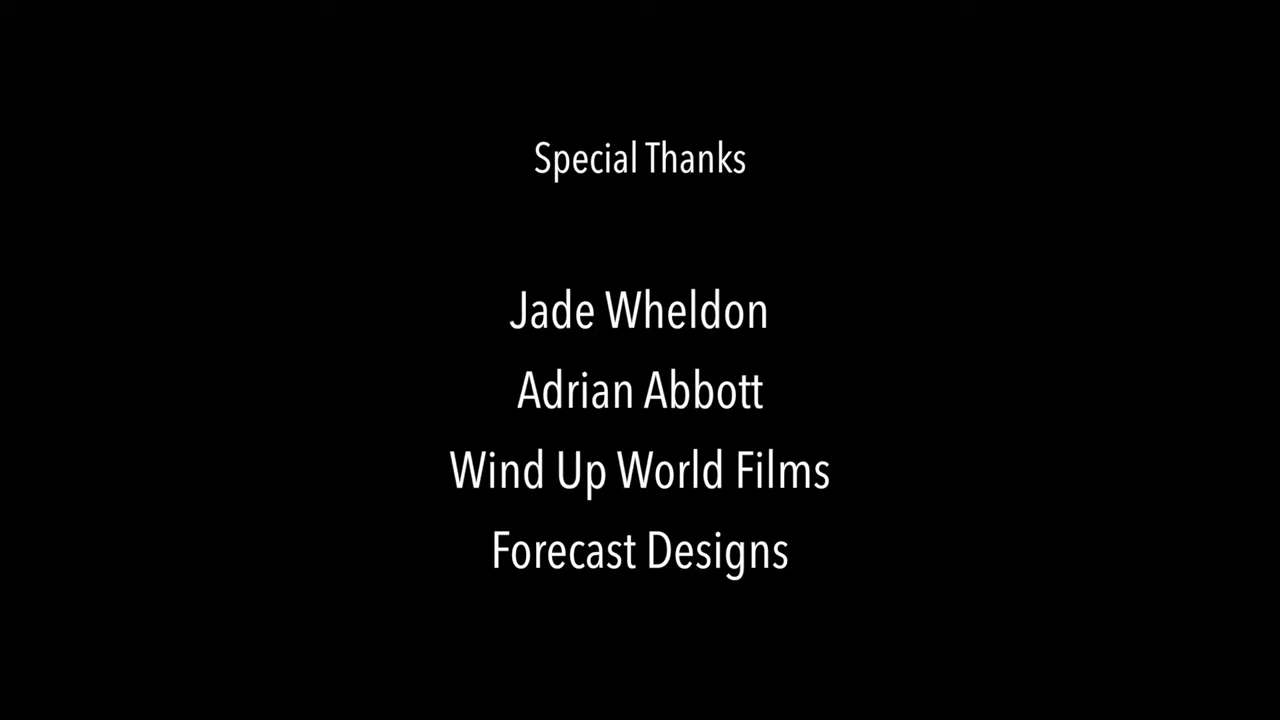 Special Thanks
Jade Wheldon
Adrian Abbott
Wind Up World Films
Forecast Designs